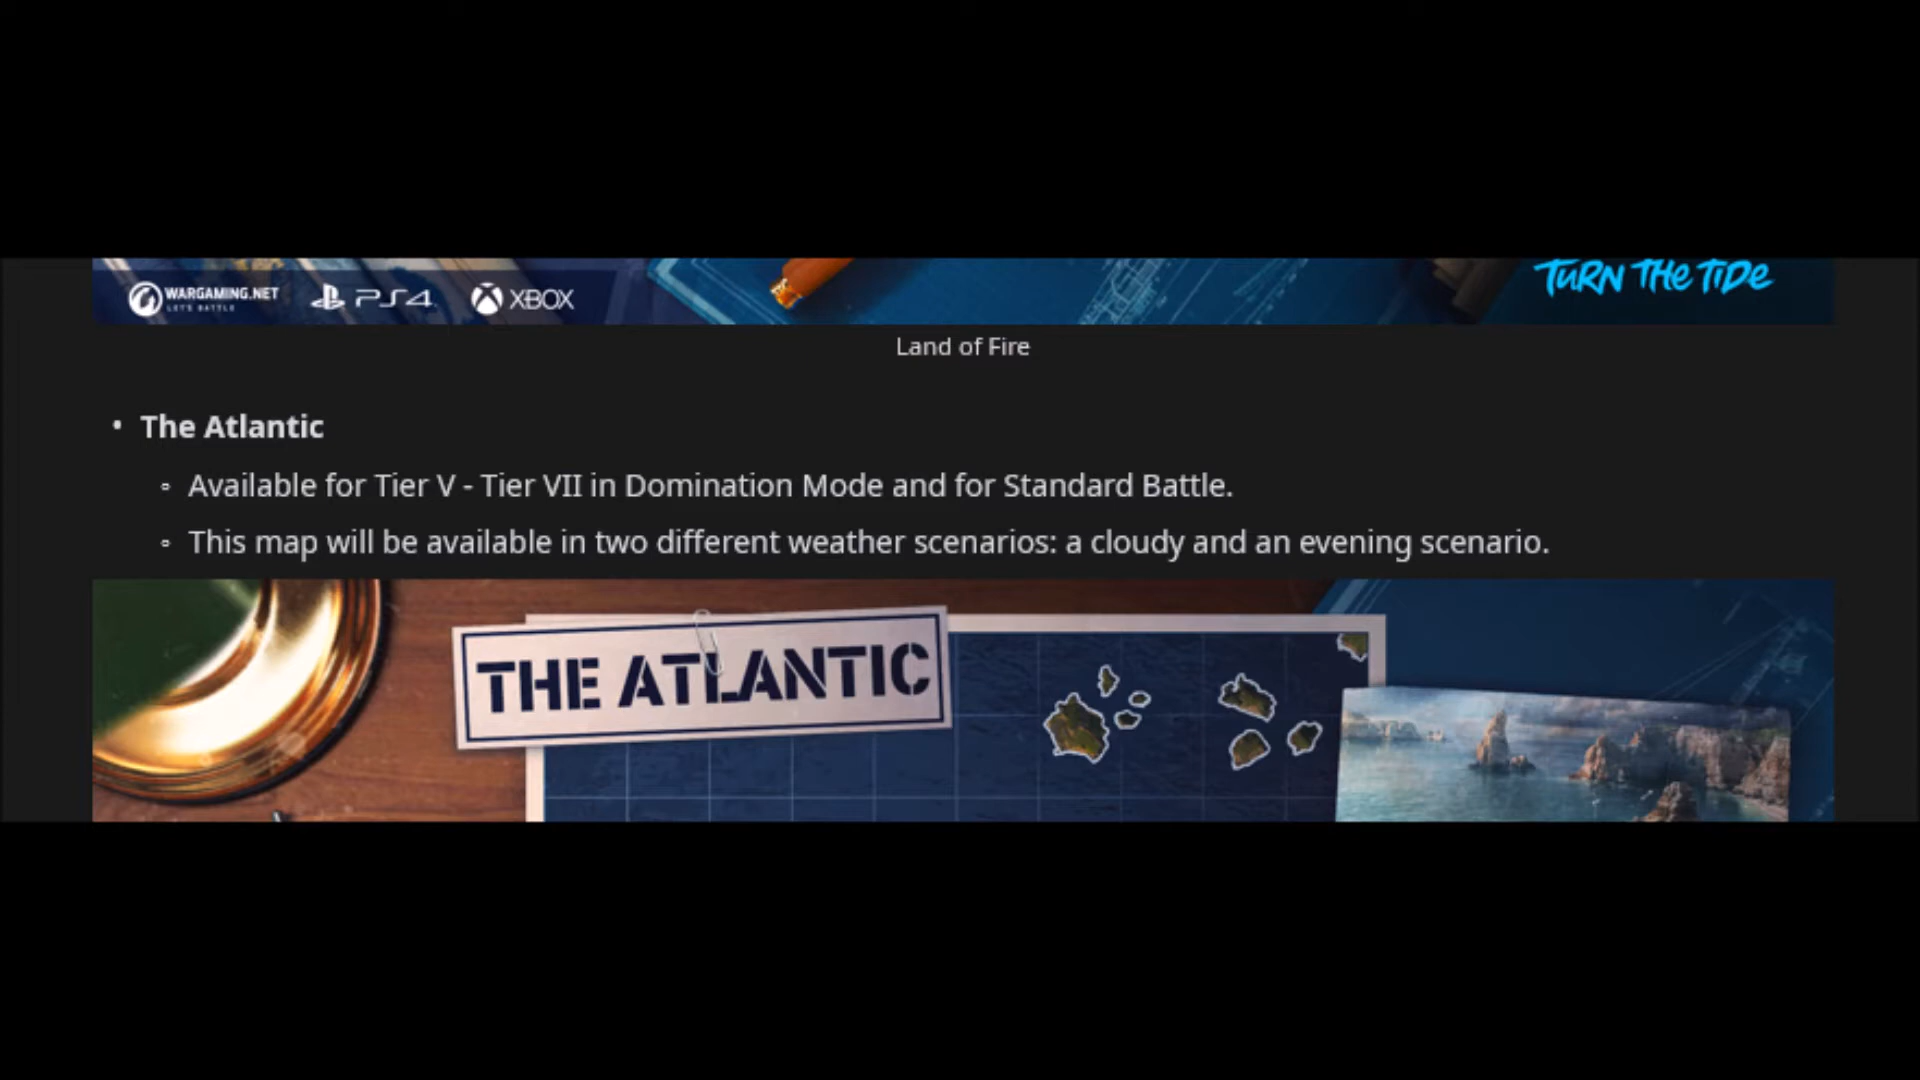 WARGAMING.NET
LET'S BATTLE
PS4
XBOX
TURN THE TIDE
Land of Fire
• The Atlantic
◦ Available for Tier V - Tier VII in Domination Mode and for Standard Battle.
◦ This map will be available in two different weather scenarios: a cloudy and an evening scenario.
THE ATLANTIC